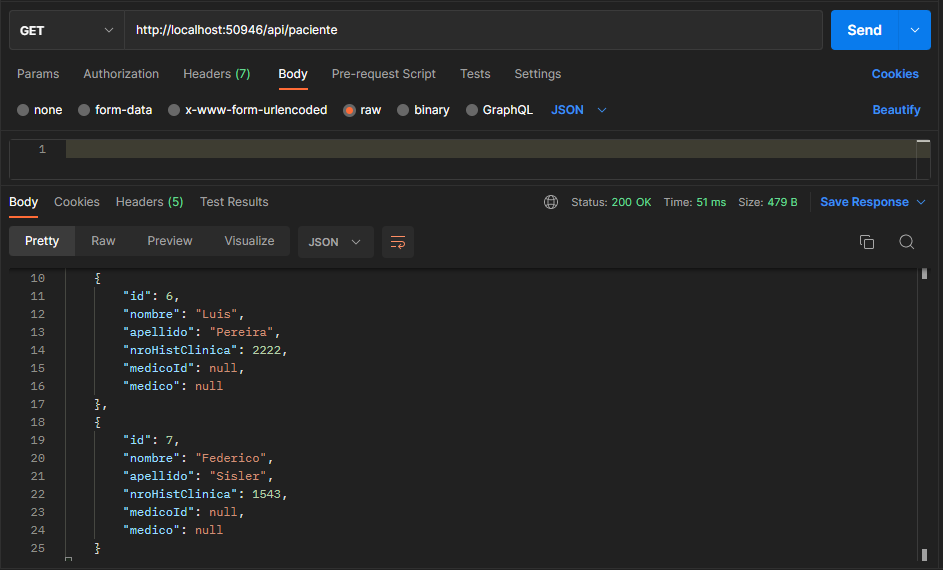 GET http://localhost:50946/api/paciente Send
Params Authorization Headers (7) Body Pre-request Script Tests Settings Cookies
none form-data x-www-form-urlencoded raw binary GraphQL JSON Beautify
1
Body Cookies Headers (5) Test Results Status: 200 OK Time: 51 ms Size: 479 B Save Response
Pretty Raw Preview Visualize JSON
10 {
11 "id": 6,
12 "nombre": "Luis",
13 "apellido": "Pereira",
14 "nroHistClinica": 2222,
15 "medicoId": null,
16 "medico": null
17 },
18 {
19 "id": 7,
20 "nombre": "Federico",
21 "apellido": "Sisler",
22 "nroHistClinica": 1543,
23 "medicoId": null,
24 "medico": null
25 }